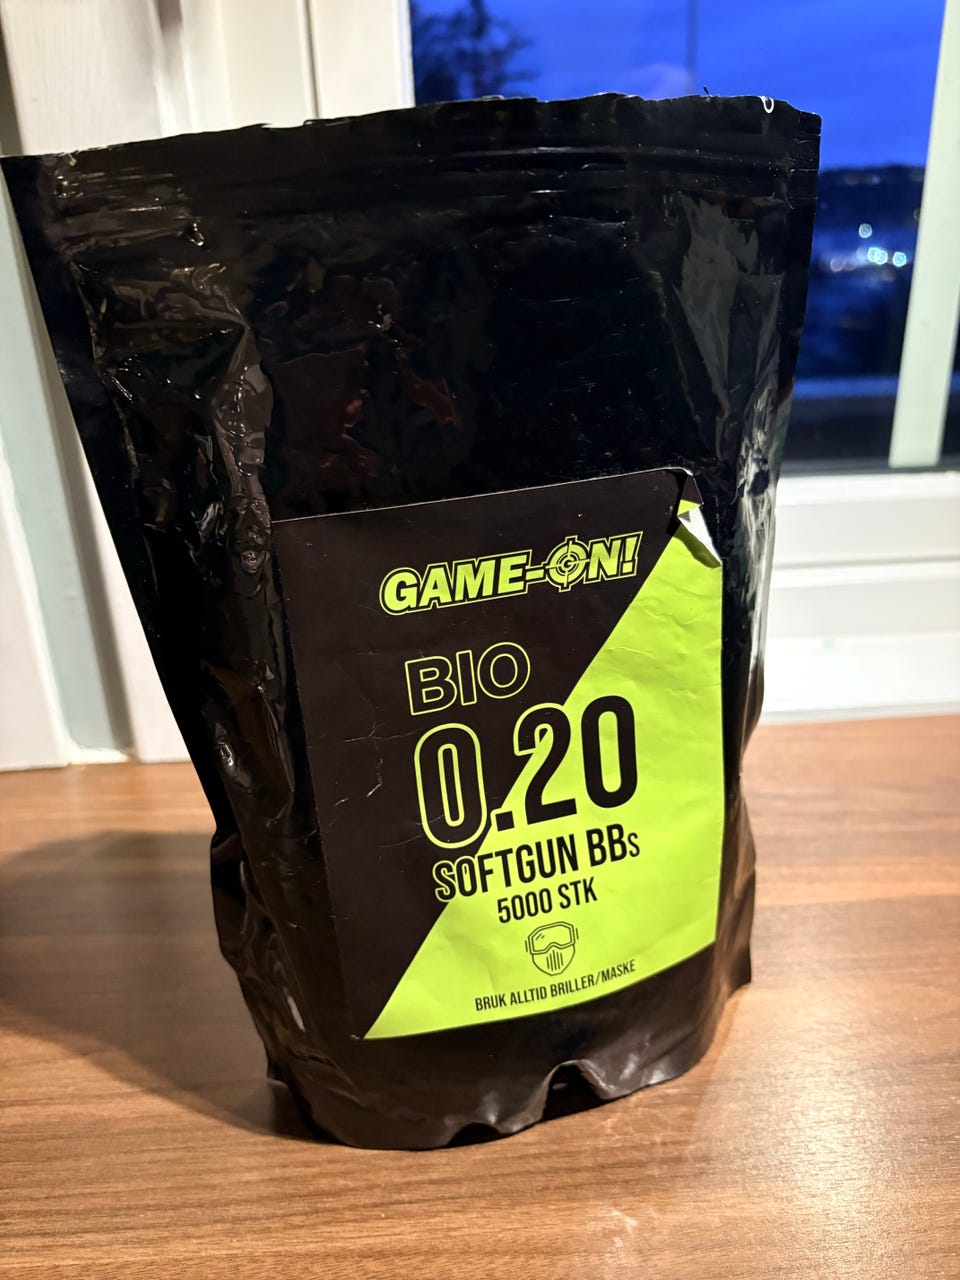 GAME-ON!
BIO
0.20
SOFTGUN BBs
5000 STK
BRUK ALLTID BRILLER/MASKE